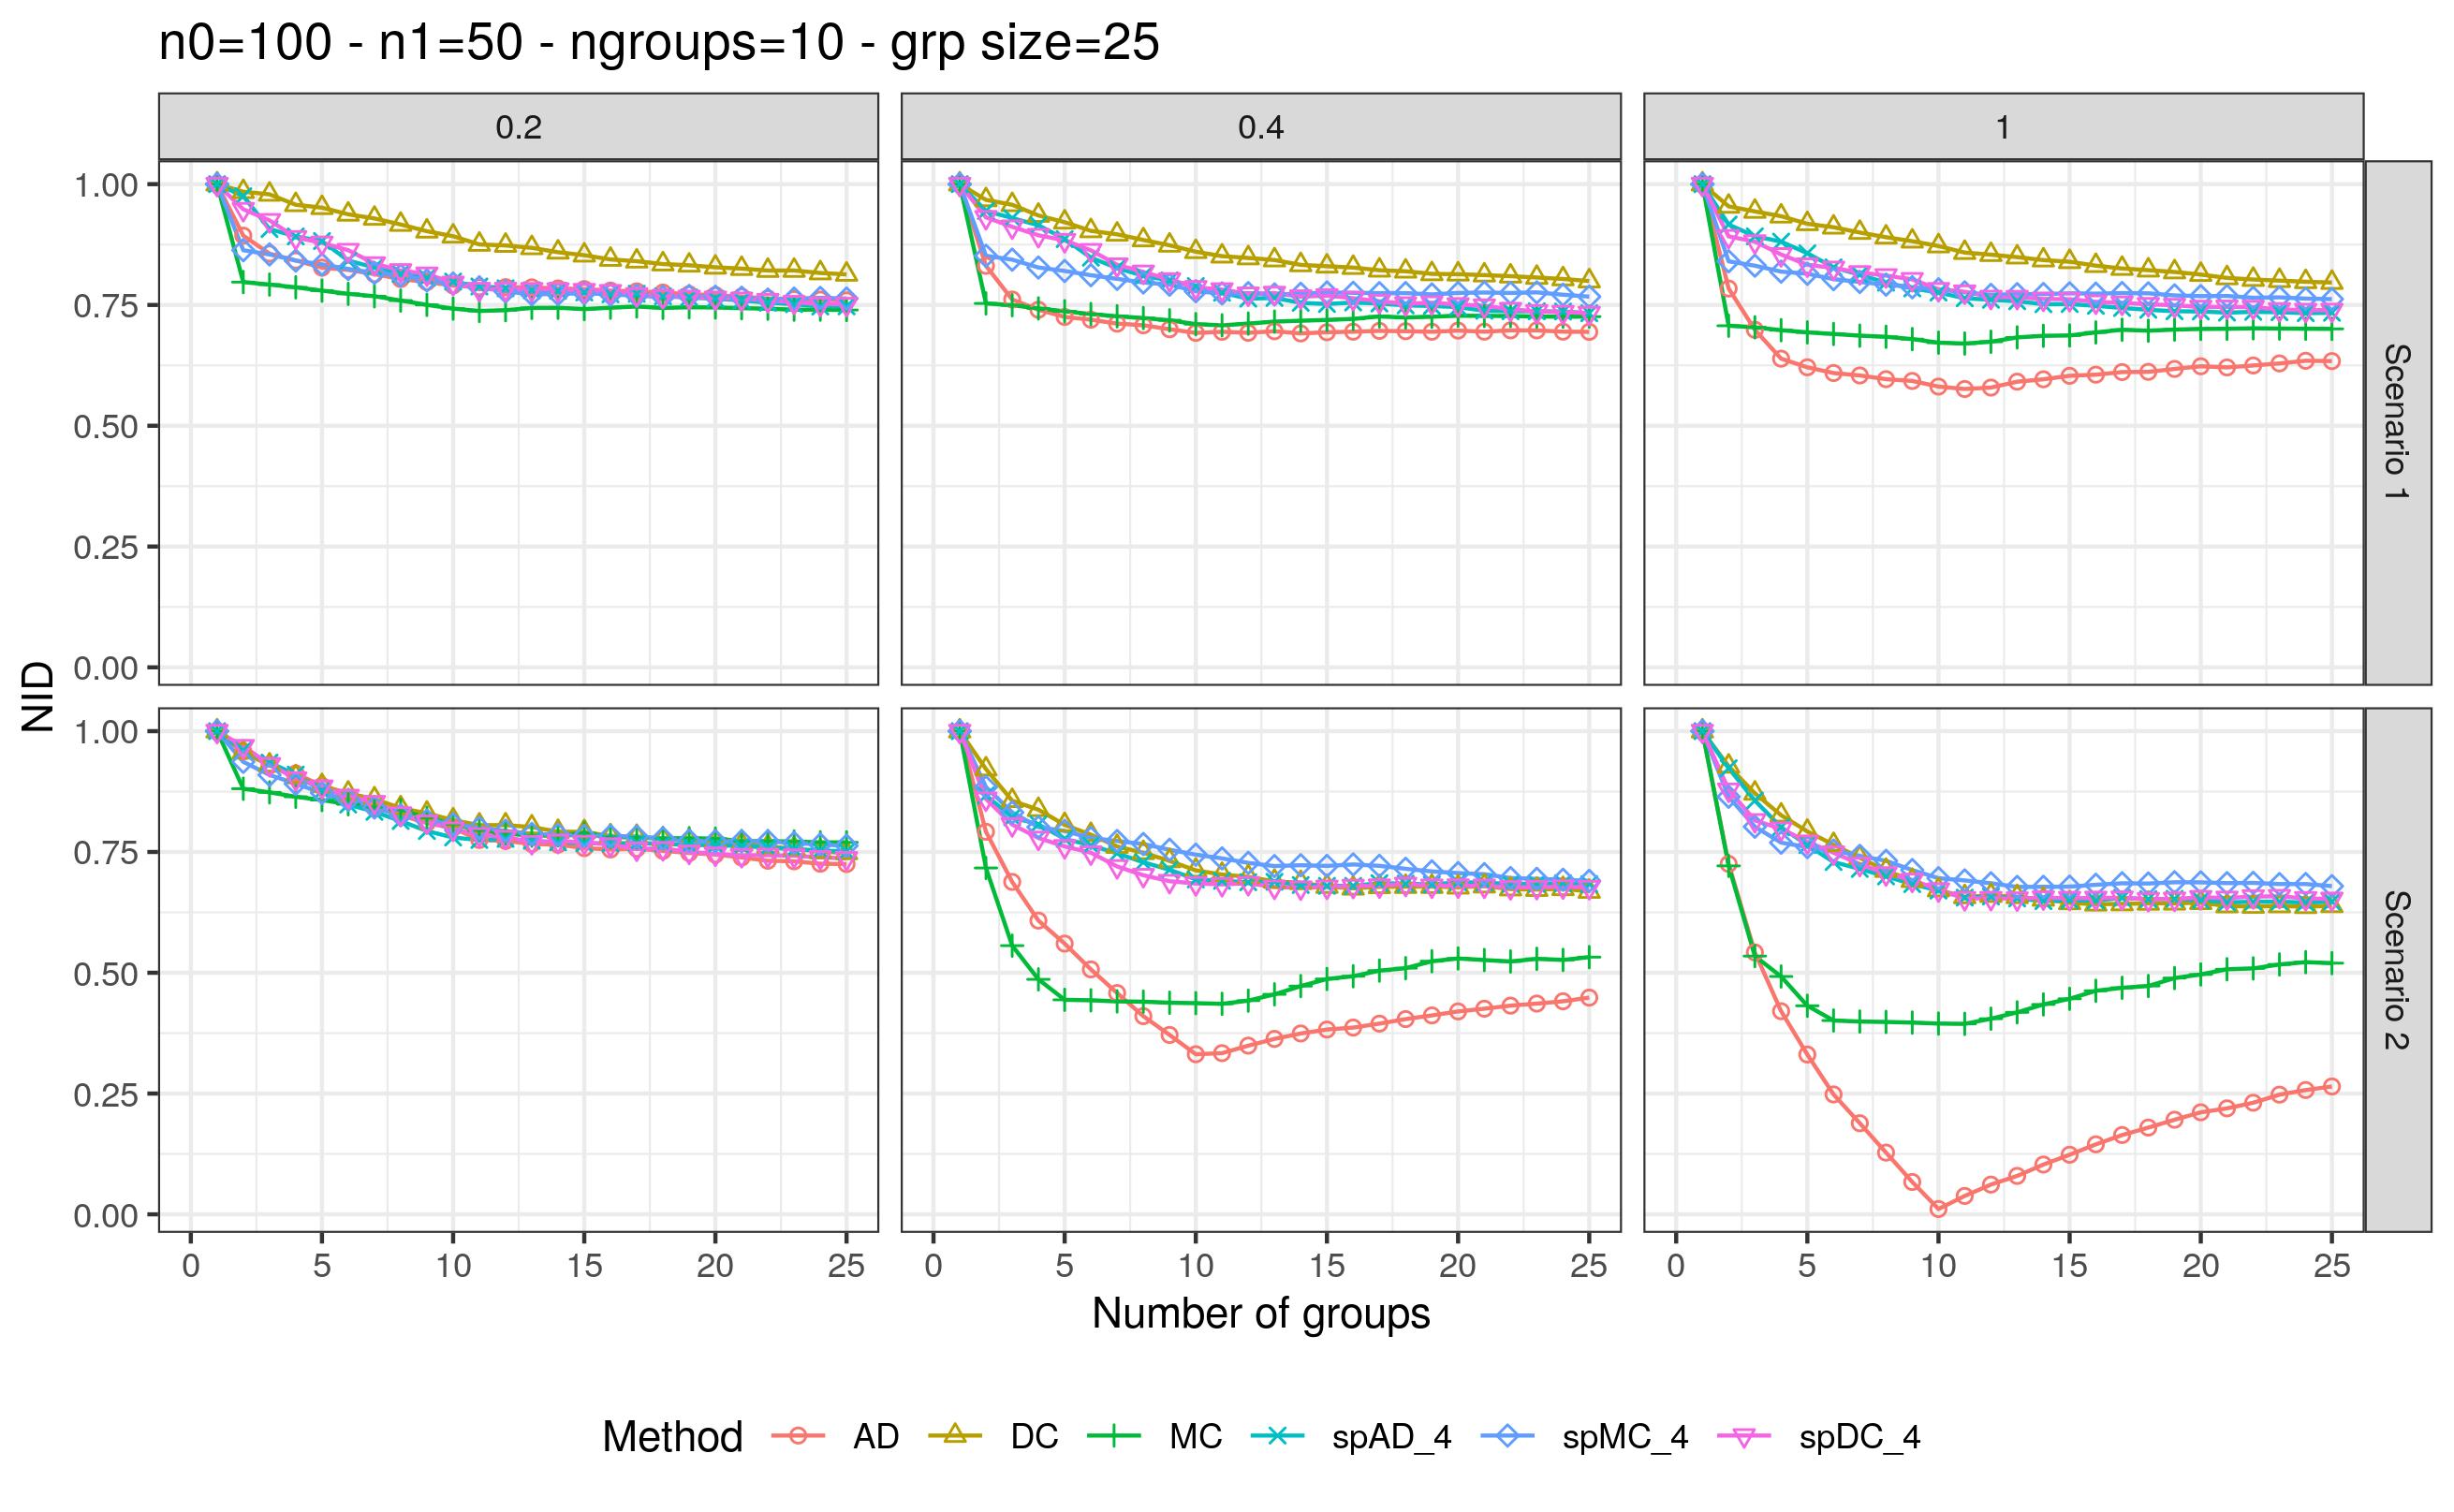 n0=100 - n1=50 - ngroups=10 - grp size=25
0.2 0.4 1
1.00
0.75
0.50
0.25
0.00
Scenario 1
NID
1.00
0.75
0.50
0.25
0.00
Scenario 2
0 5 10 15 20 25 0 5 10 15 20 25 0 5 10 15 20 25
Number of groups
Method AD DC MC spAD_4 spMC_4 spDC_4